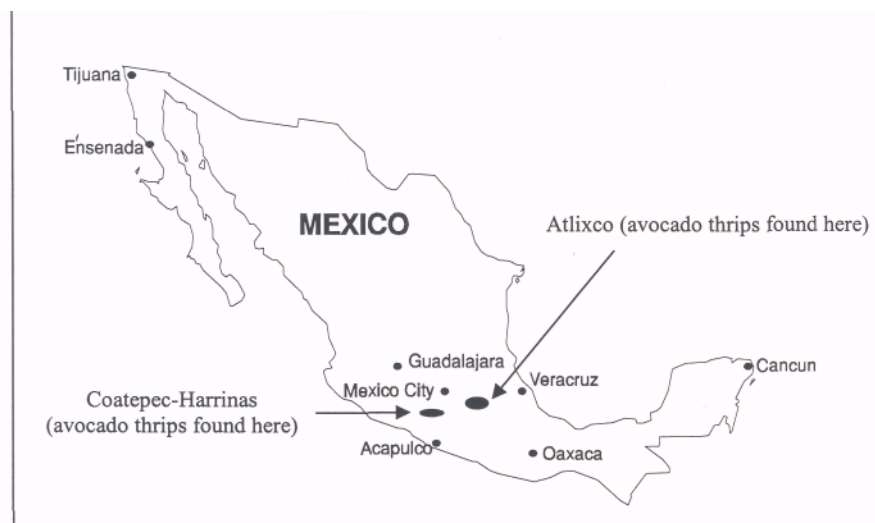 Tijuana
Ensenada
MEXICO
Atlixco (avocado thrips found here)
Guadalajara
Cancun
Mexico City
Veracruz
Coatepec-Harrinas
(avocado thrips found here)
Acapulco
Oaxaca